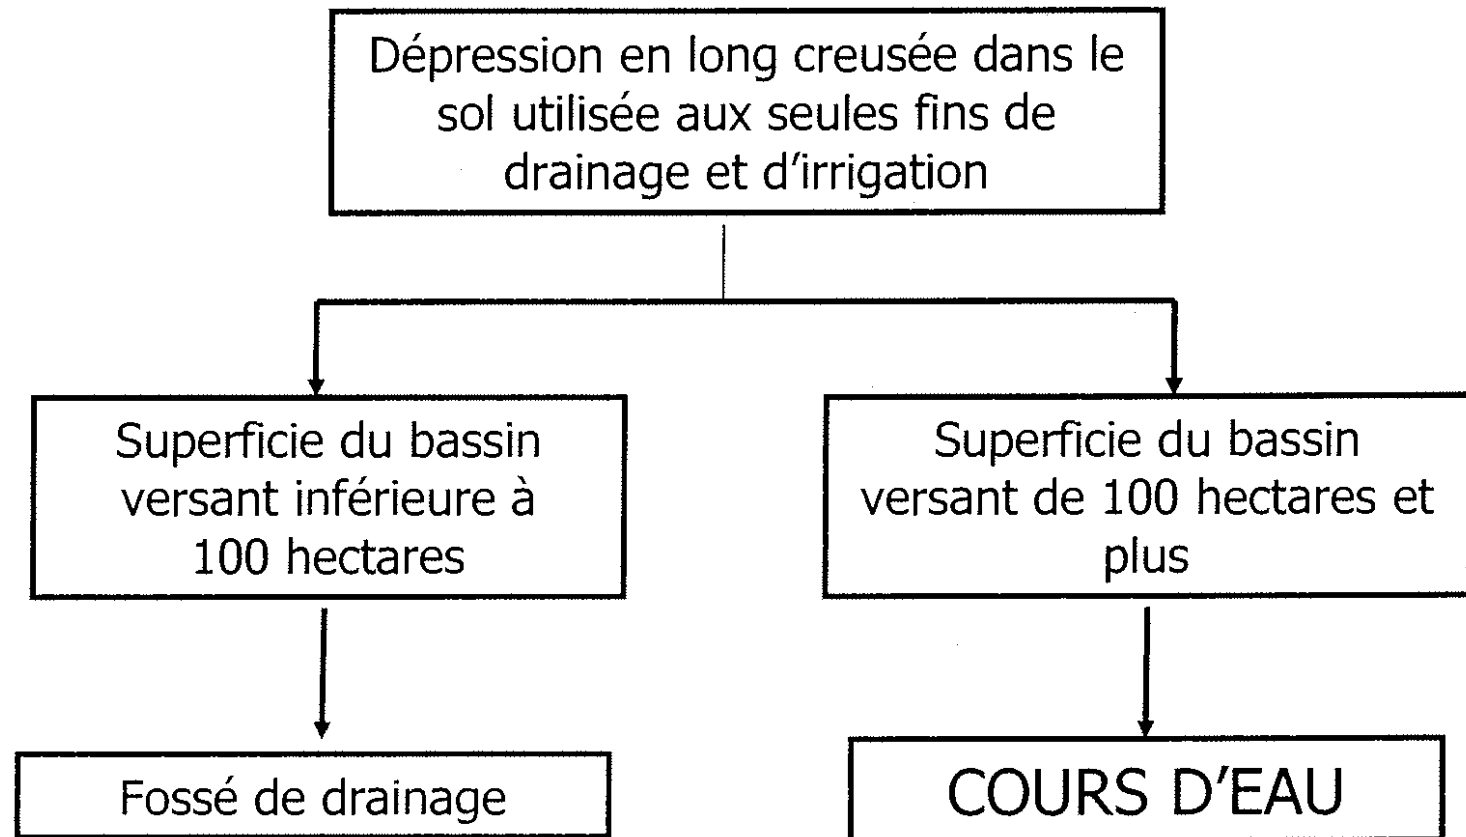 Dépression en long creusée dans le
sol utilisée aux seules fins de
drainage et d'irrigation
Superficie du bassin
versant inférieure à
100 hectares
Superficie du bassin
versant de 100 hectares et
plus
Fossé de drainage
COURS D'EAU